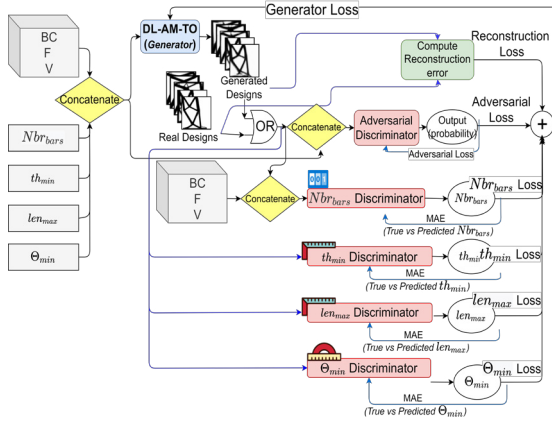 Generator Loss
BC
F
V
DL-AM-TO
(Generator)
Generated
Designs
Compute
Reconstruction
error
Reconstruction
Loss
Concatenate
Real Designs
OR
Concatenate
Adversarial
Discriminator
Output
(probability)
Adversarial
Loss
+
Adversarial Loss
Nbr_bars
th_min
len_max
Θ_min
BC
F
V
Concatenate
Nbr_bars Discriminator
Nbr_bars
Nbr_bars Loss
MAE
(True vs Predicted Nbr_bars)
th_min Discriminator
th_min
th_min Loss
MAE
(True vs Predicted th_min)
len_max Discriminator
len_max
len_max Loss
MAE
(True vs Predicted len_max)
Θ_min Discriminator
Θ_min
Θ_min Loss
MAE
(True vs Predicted Θ_min)